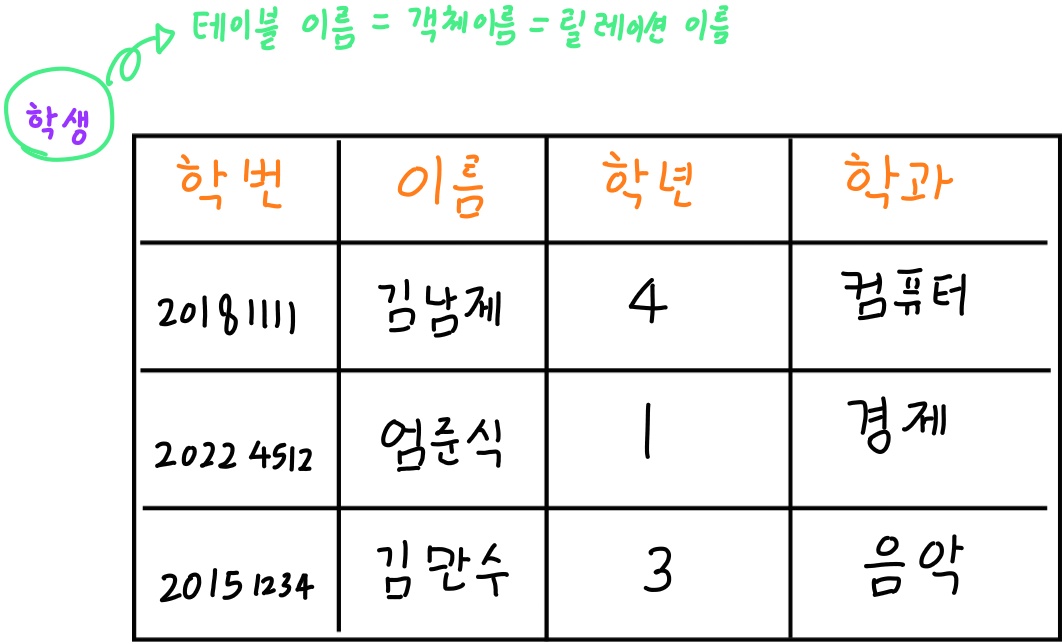 테이블 이름 = 객체이름 = 릴레이션 이름
학생
학번 이름 학년 학과
20181111 김남제 4 컴퓨터
20224512 엄준식 1 경제
20151234 김만수 3 음악